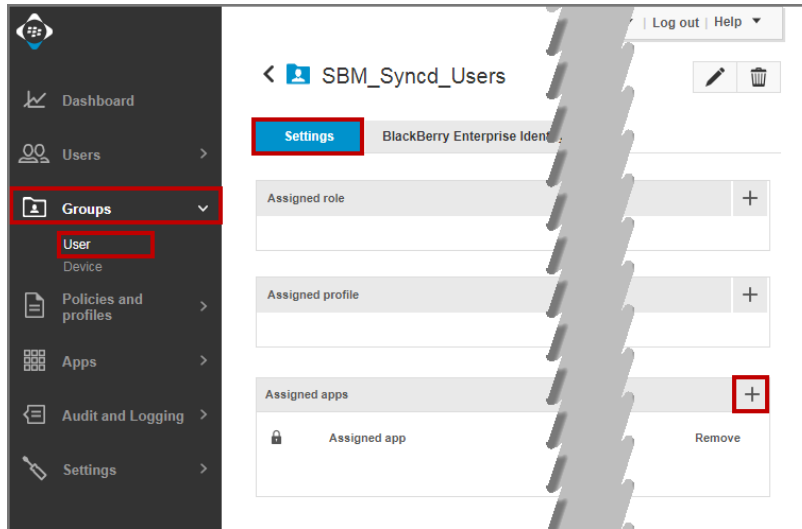 | Log out | Help
SBM_Syncd_Users
Dashboard
Settings
BlackBerry Enterprise
Users
Assigned role
Groups
User
Device
Assigned profile
Policies and
profiles
Apps
Assigned apps
Audit and Logging
Assigned app
Remove
Settings